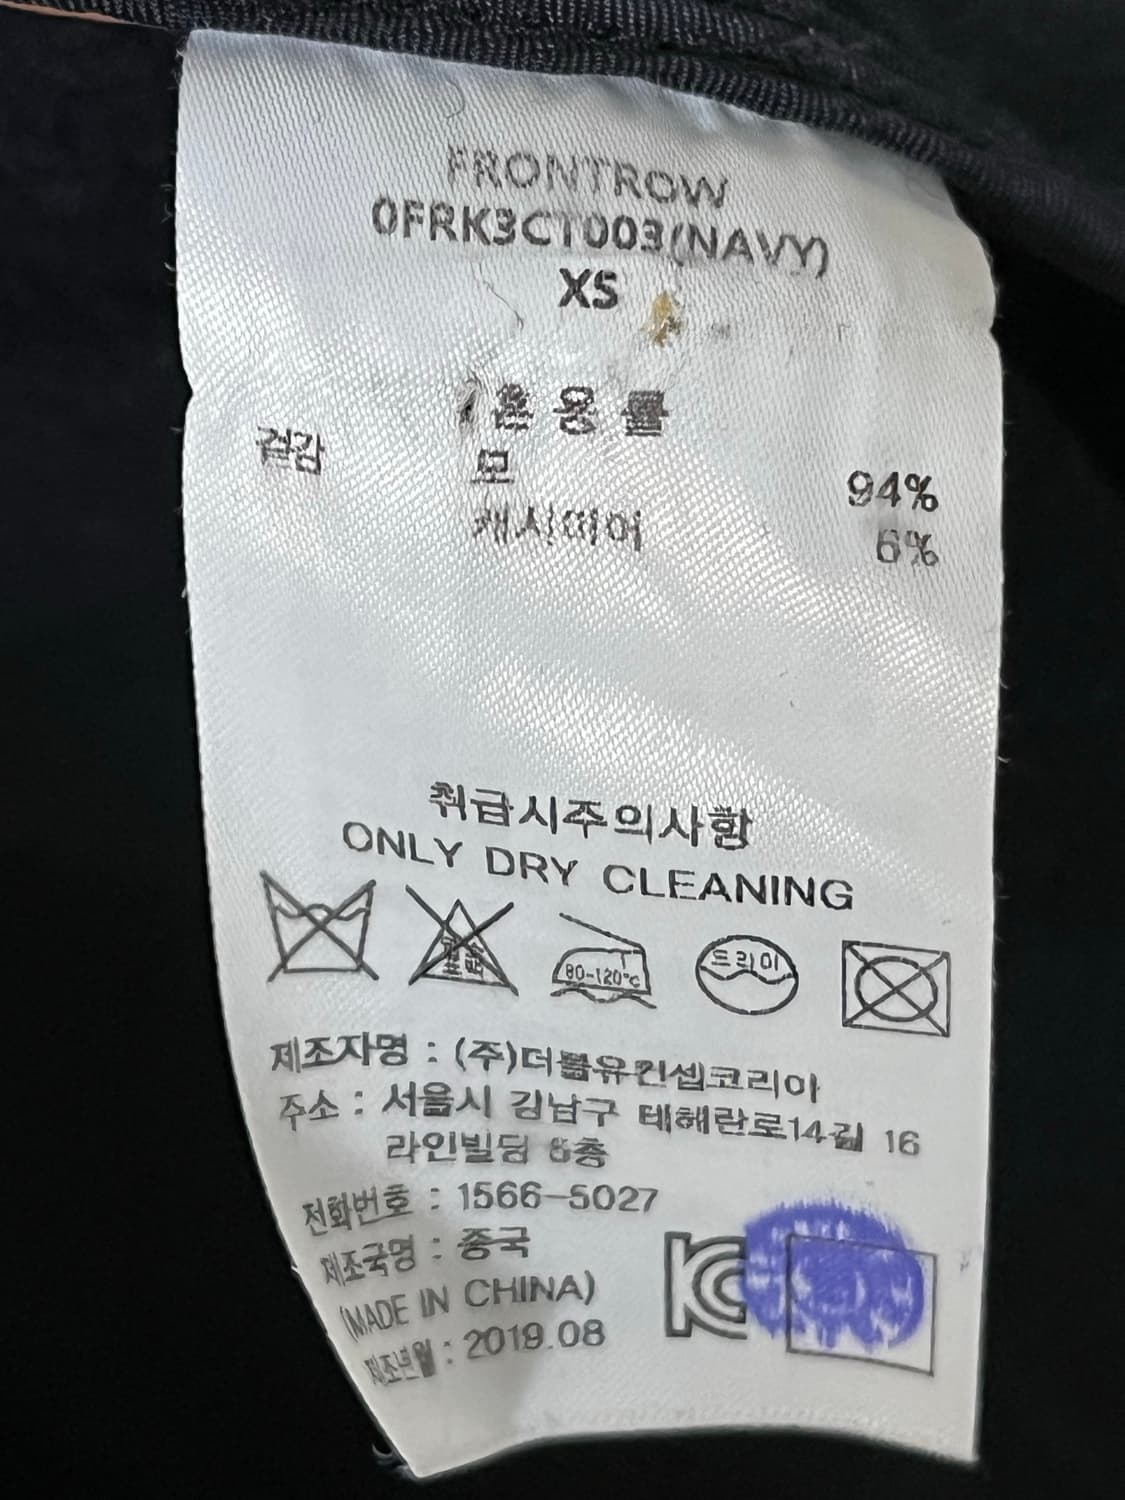 FRONTROW
0FRK3CT003(NAVY)
XS
혼 용 률
겉감 모 94%
캐시미어 6%
취급시주의사항
ONLY DRY CLEANING
80-120℃
드라이
제조자명 : (주)더블유컨셉코리아
주소 : 서울시 강남구 테헤란로14길 16
라인빌딩 6층
전화번호 : 1566-5027
제조국명 : 중국
(MADE IN CHINA)
제조년월 : 2019.08
KC